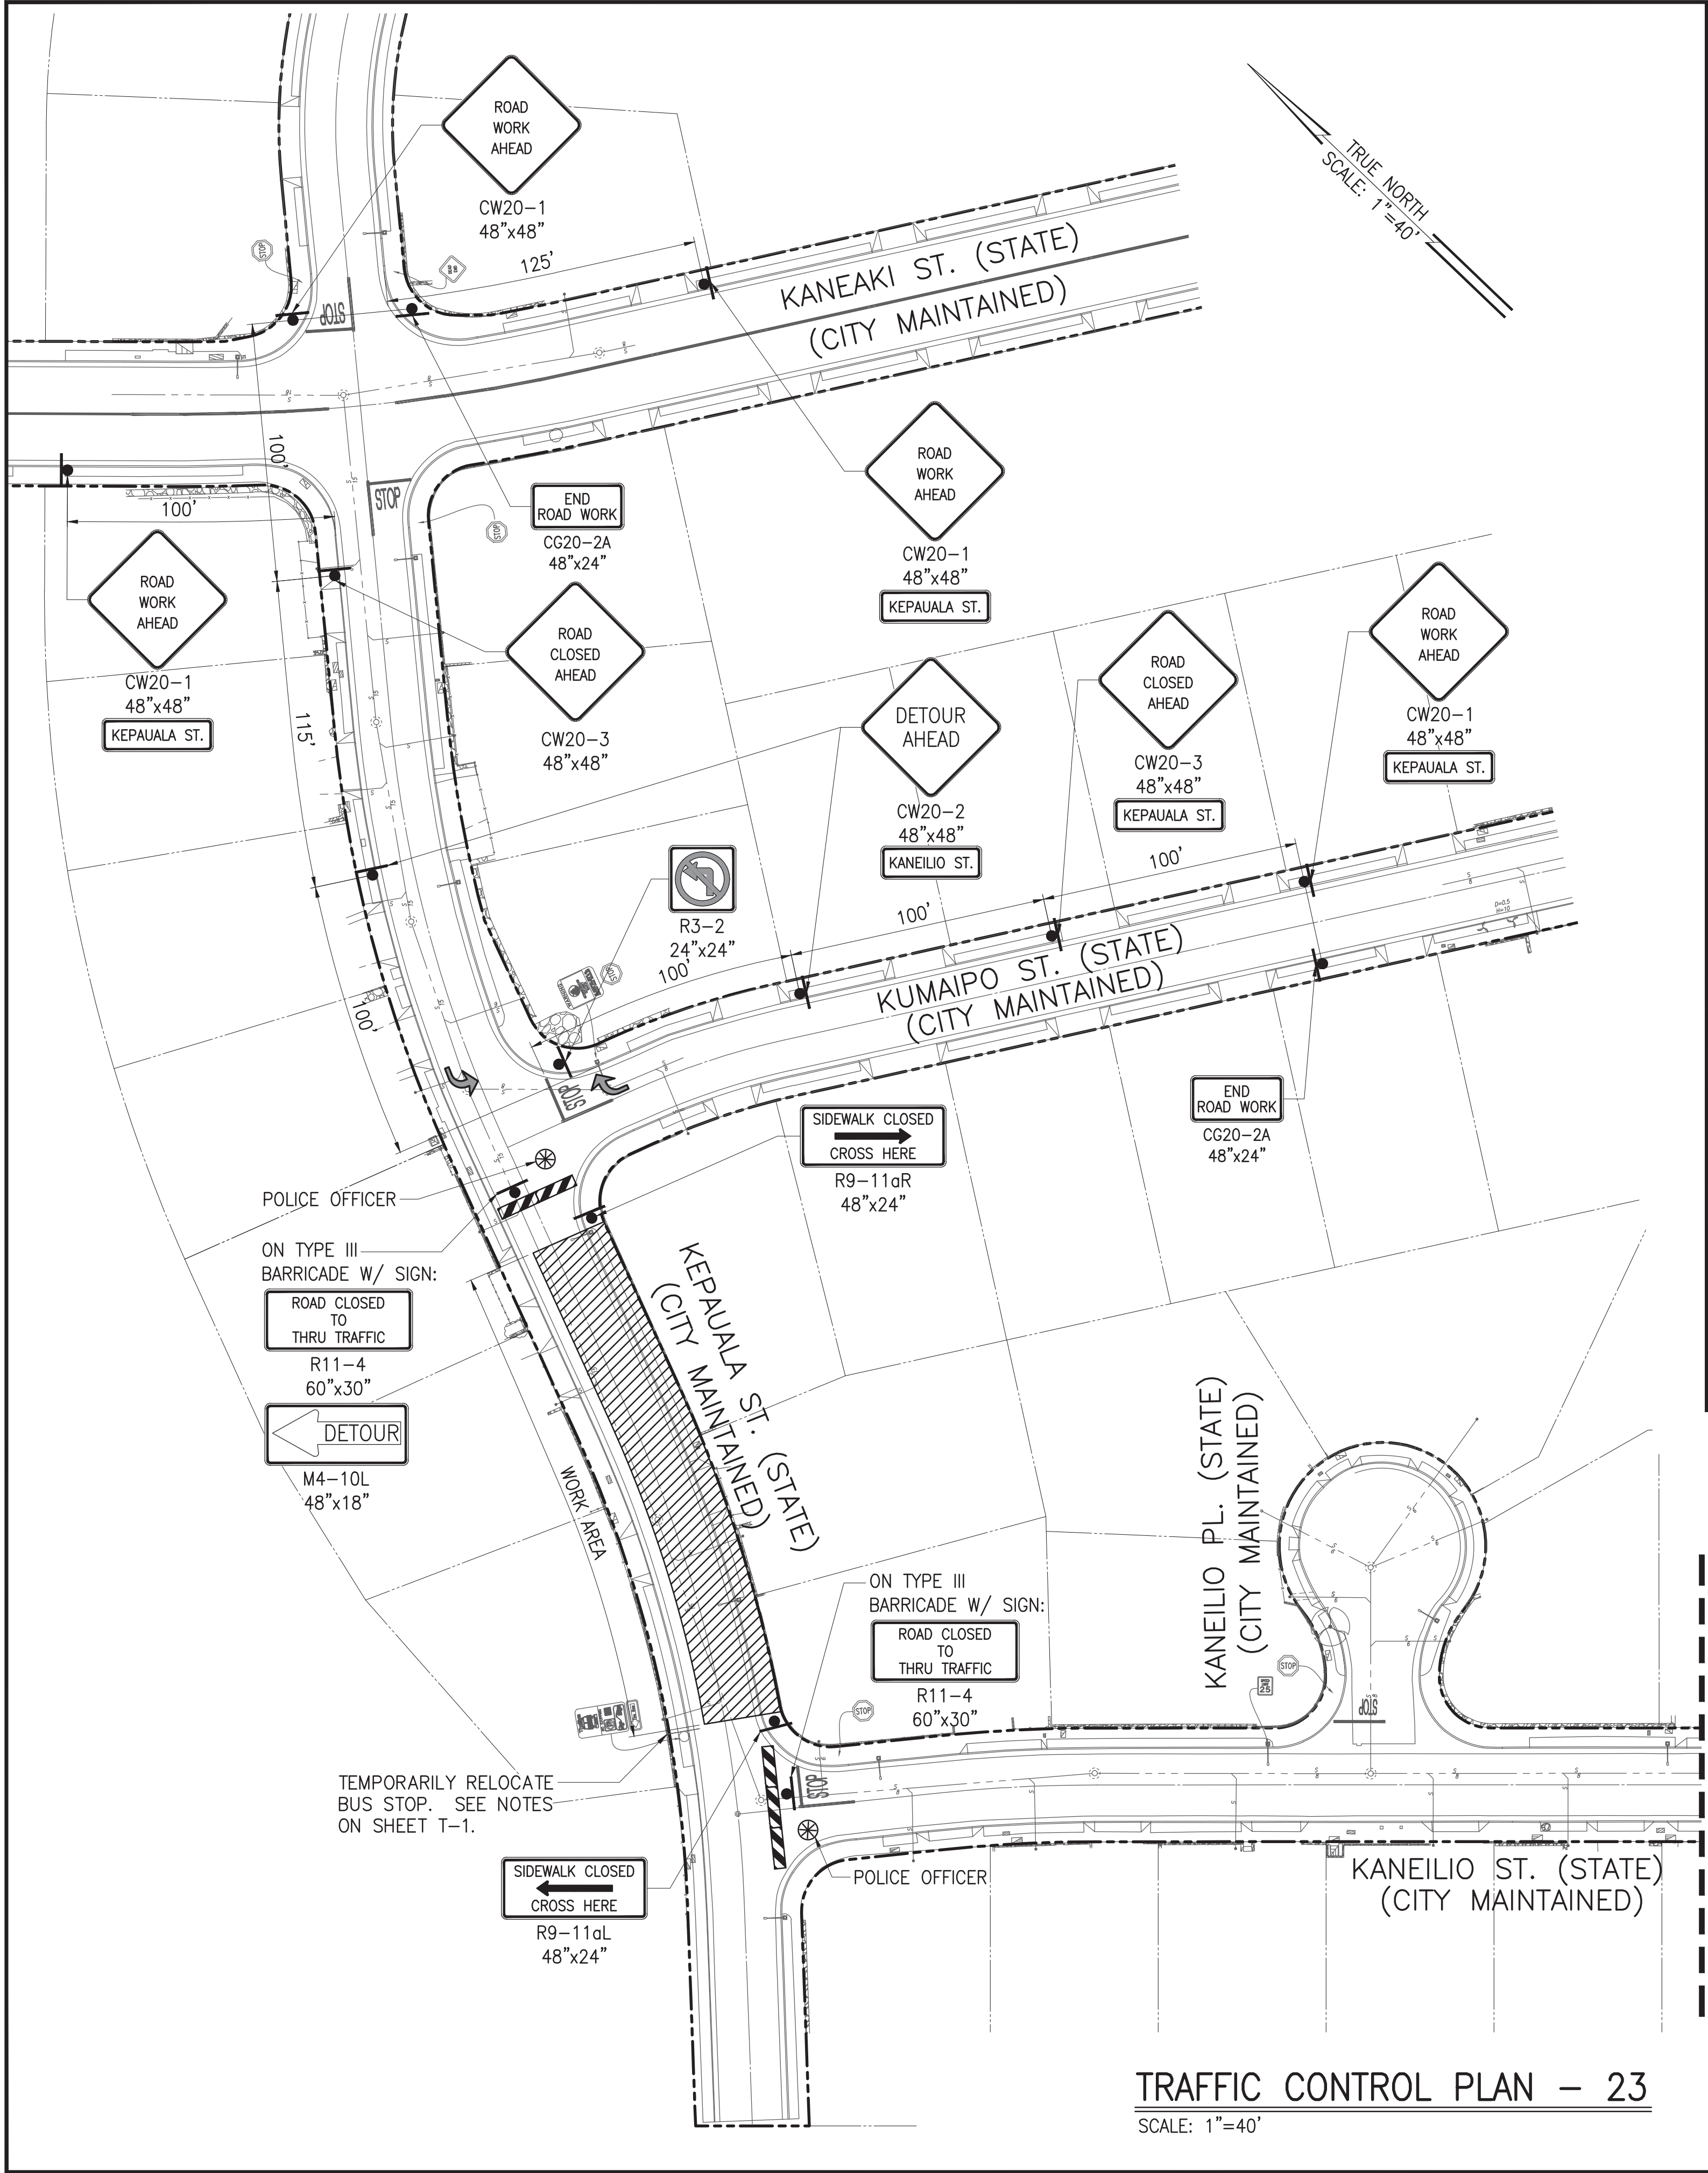 ROAD
WORK
AHEAD
CW20-1
48"x48"
TRUE NORTH
SCALE: 1"=40'
STOP
125'
KANEAKI ST. (STATE)
(CITY MAINTAINED)
STOP
100'
STOP
100'
STOP
END
ROAD WORK
CG20-2A
48"x24"
ROAD
WORK
AHEAD
CW20-1
48"x48"
KEPAUALA ST.
ROAD
WORK
AHEAD
CW20-1
48"x48"
KEPAUALA ST.
ROAD
CLOSED
AHEAD
CW20-3
48"x48"
115'
DETOUR
AHEAD
CW20-2
48"x48"
KANEILIO ST.
ROAD
CLOSED
AHEAD
CW20-3
48"x48"
KEPAUALA ST.
ROAD
WORK
AHEAD
CW20-1
48"x48"
KEPAUALA ST.
R3-2
24"x24"
100'
100'
100'
100'
STOP
STOP
D=0.5
H=10
KUMAIPO ST. (STATE)
(CITY MAINTAINED)
END
ROAD WORK
CG20-2A
48"x24"
SIDEWALK CLOSED
CROSS HERE
R9-11aR
48"x24"
POLICE OFFICER
ON TYPE III
BARRICADE W/ SIGN:
ROAD CLOSED
TO
THRU TRAFFIC
R11-4
60"x30"
DETOUR
M4-10L
48"x18"
KEPAUALA ST. (STATE)
(CITY MAINTAINED)
WORK AREA
KANEILIO PL. (STATE)
(CITY MAINTAINED)
ON TYPE III
BARRICADE W/ SIGN:
ROAD CLOSED
TO
THRU TRAFFIC
R11-4
60"x30"
STOP
STOP
25
STOP
STOP
TEMPORARILY RELOCATE
BUS STOP. SEE NOTES
ON SHEET T-1.
SIDEWALK CLOSED
CROSS HERE
R9-11aL
48"x24"
POLICE OFFICER
KANEILIO ST. (STATE)
(CITY MAINTAINED)
TRAFFIC CONTROL PLAN - 23
SCALE: 1"=40'